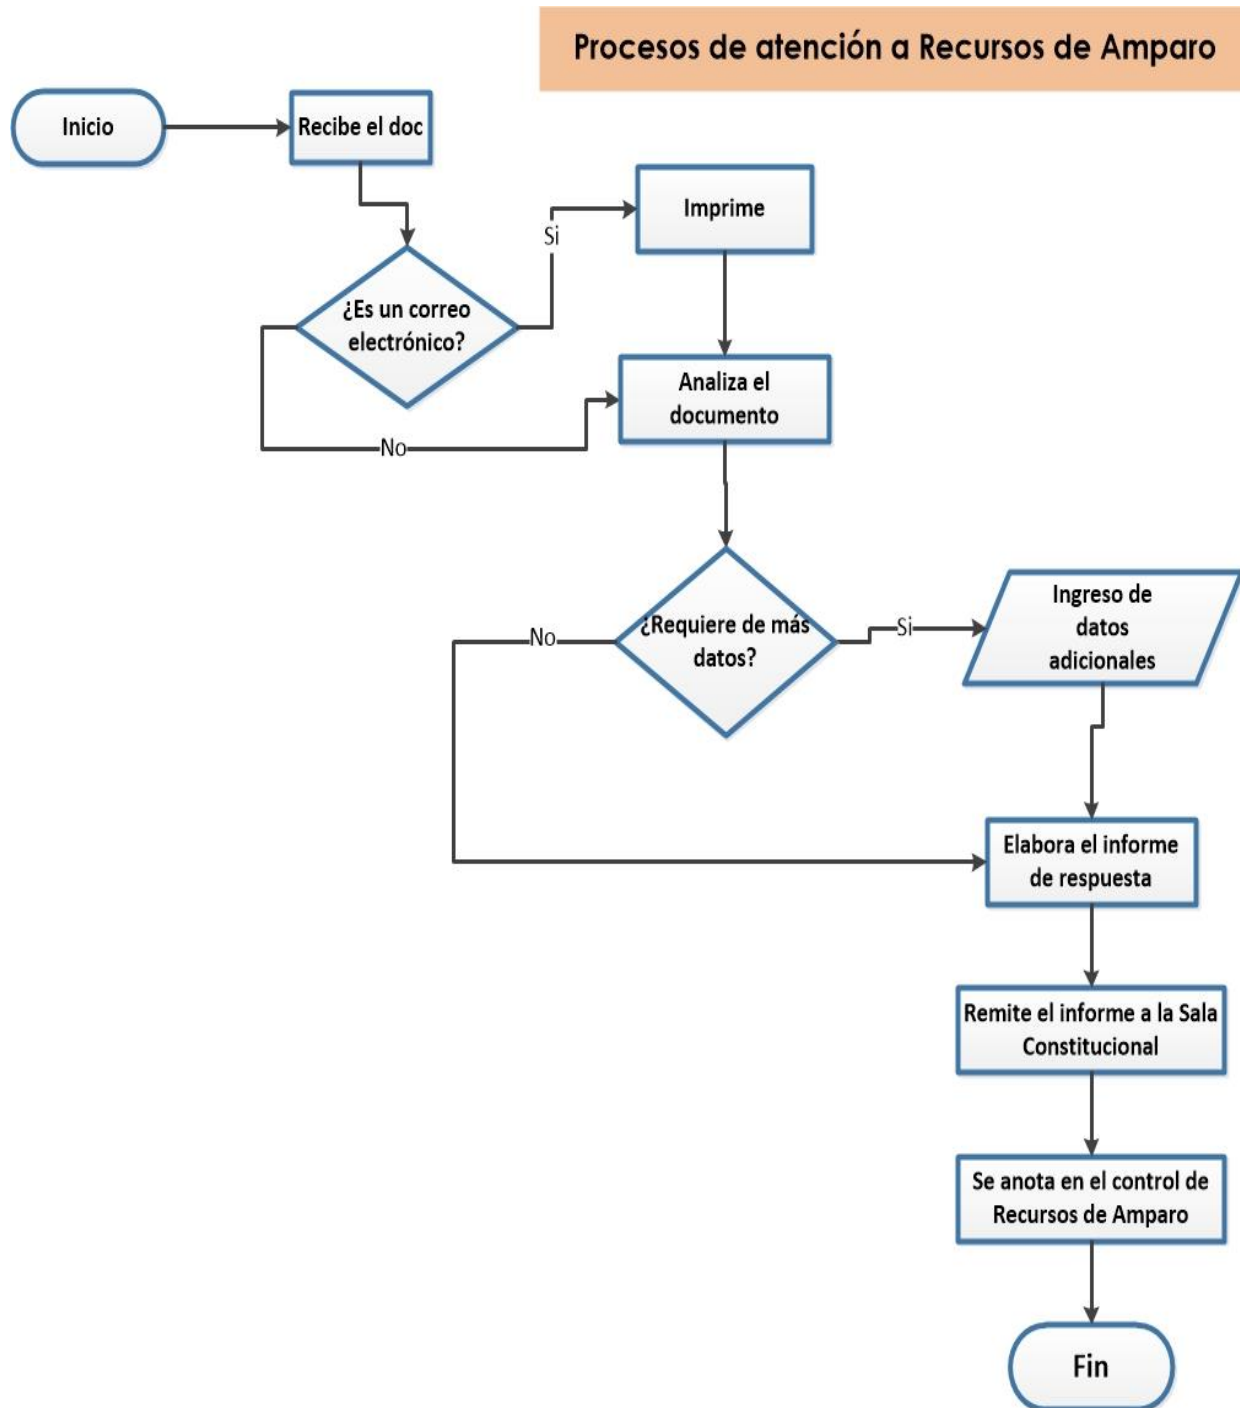 Procesos de atención a Recursos de Amparo
Inicio
Recibe el doc
¿Es un correo
electrónico?
Si
Imprime
No
Analiza el
documento
¿Requiere de más
datos?
No
Si
Ingreso de
datos
adicionales
Elabora el informe
de respuesta
Remite el informe a la Sala
Constitucional
Se anota en el control de
Recursos de Amparo
Fin